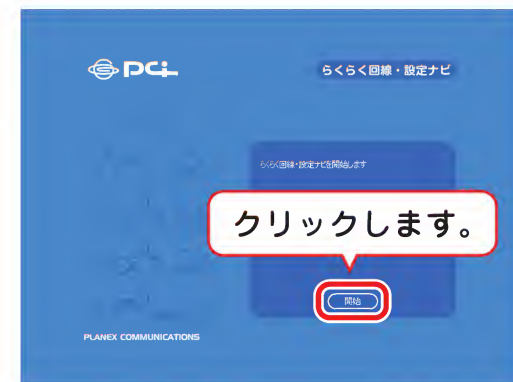 PCi
らくらく回線・設定ナビ
らくらく回線・設定ナビを開始します
クリックします。
開始
PLANEX COMMUNICATIONS